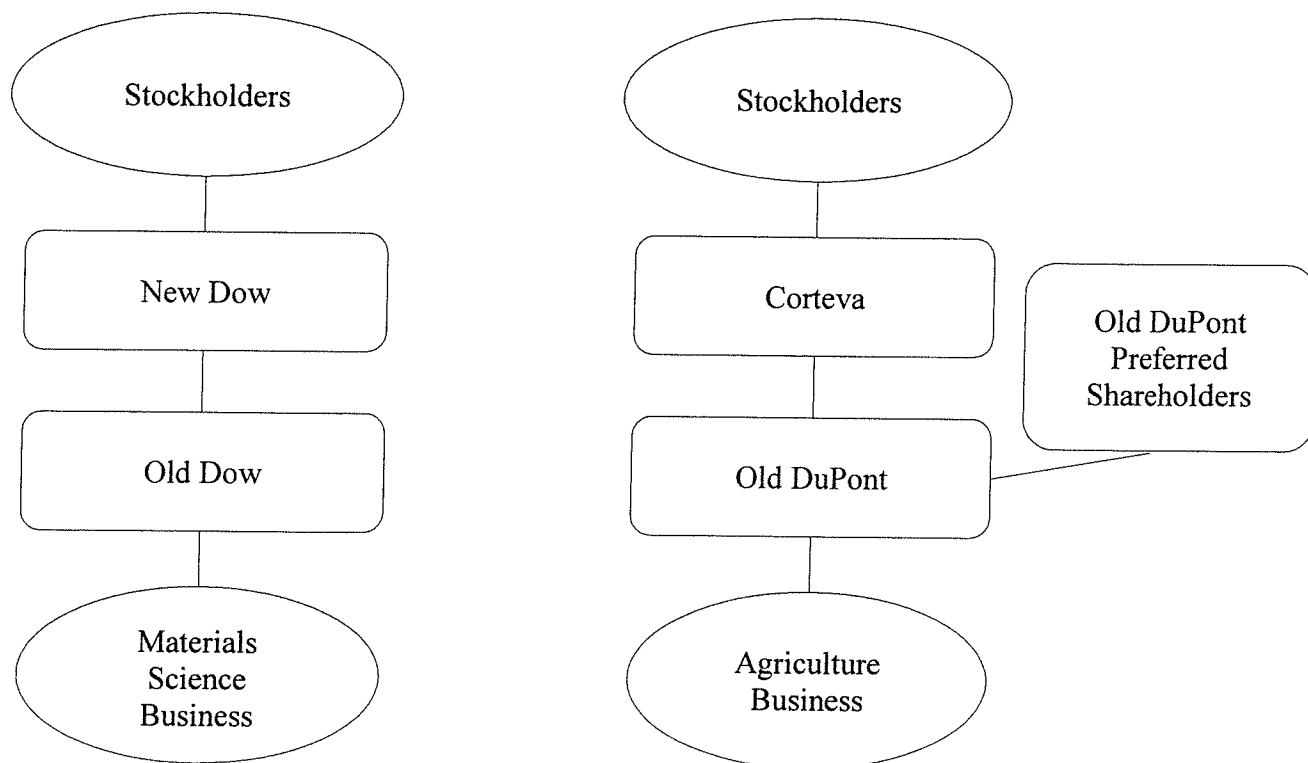 Stockholders
New Dow
Old Dow
Materials
Science
Business
Stockholders
Corteva
Old DuPont
Agriculture
Business
Old DuPont
Preferred
Shareholders